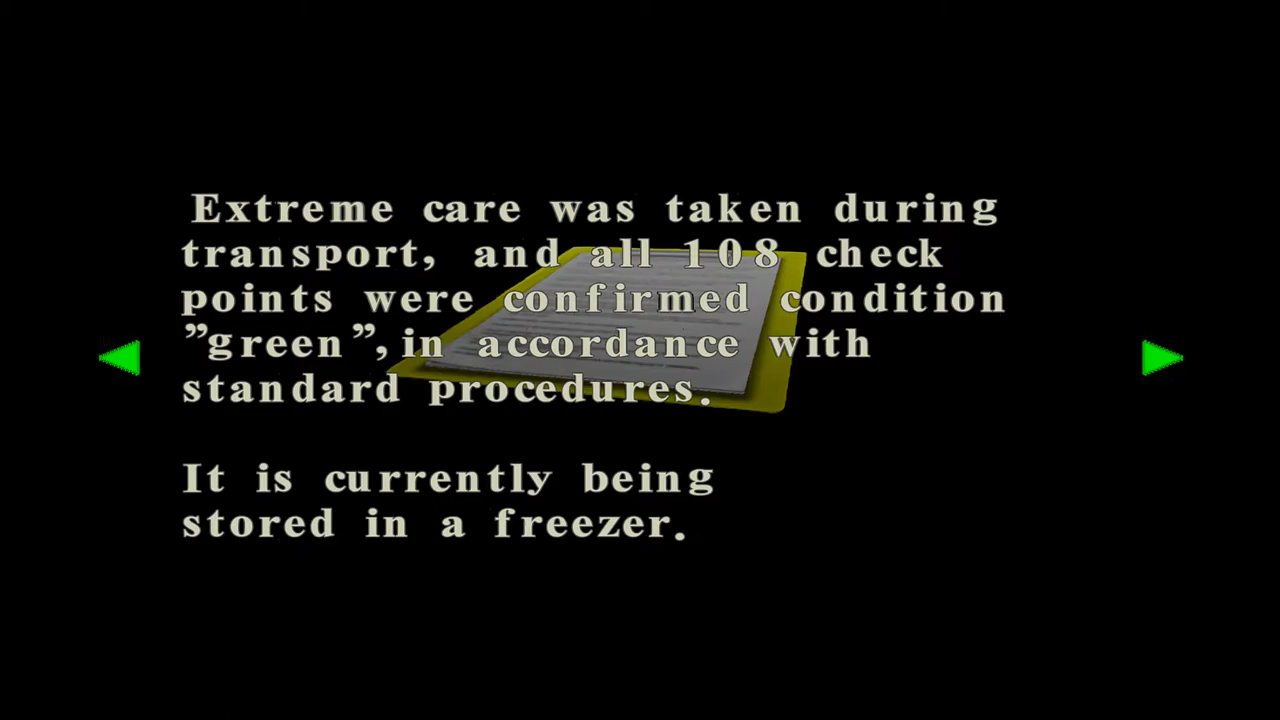 Extreme care was taken during
transport, and all 108 check
points were confirmed condition
”green”, in accordance with
standard procedures.
It is currently being
stored in a freezer.